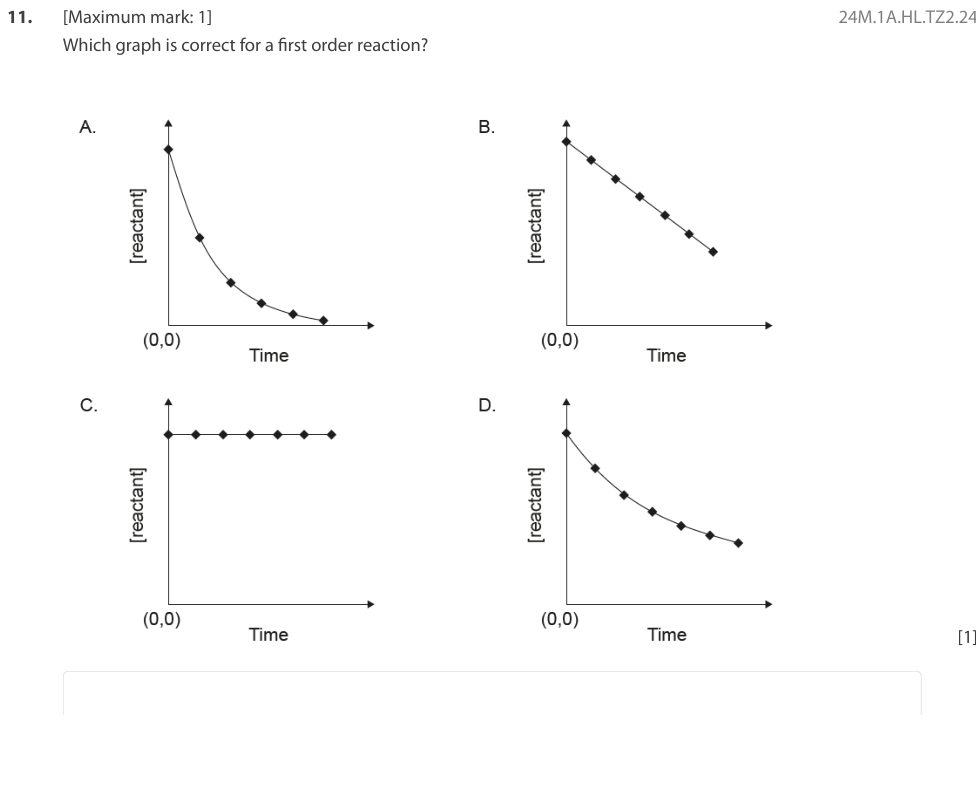 11. [Maximum mark: 1] 24M.1A.HL.TZ2.24
Which graph is correct for a first order reaction?
A. B.
[reactant] [reactant]
(0,0) (0,0)
Time Time
C. D.
[reactant] [reactant]
(0,0) (0,0)
Time Time
[1]